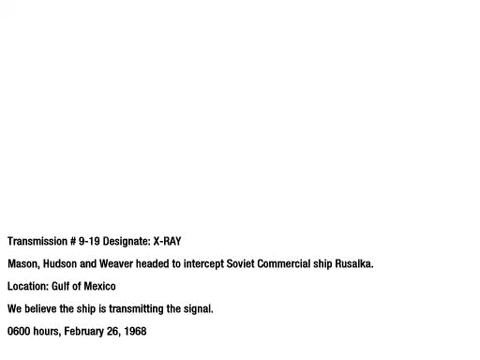 Transmission # 9-19 Designate: X-RAY
Mason, Hudson and Weaver headed to intercept Soviet Commercial ship Rusalka.
Location: Gulf of Mexico
We believe the ship is transmitting the signal.
0600 hours, February 26, 1968